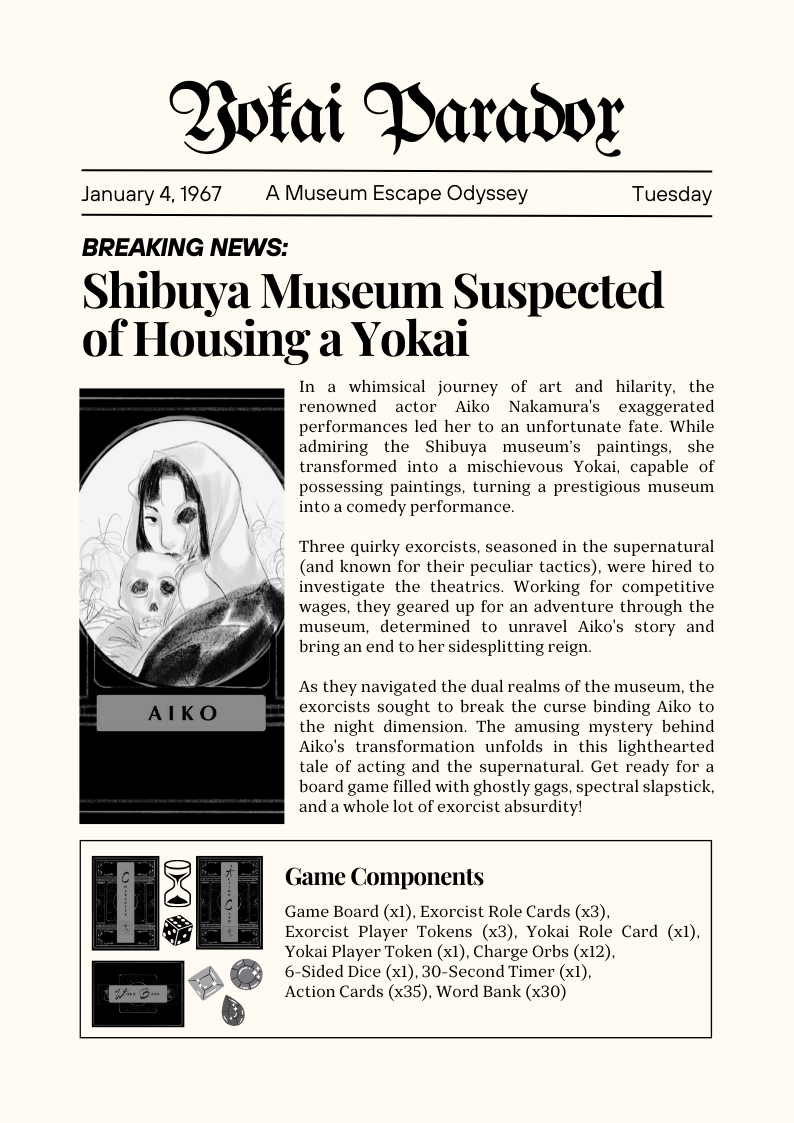 Yokai Paradox
January 4, 1967 A Museum Escape Odyssey Tuesday
BREAKING NEWS:
Shibuya Museum Suspected
of Housing a Yokai
In a whimsical journey of art and hilarity, the
renowned actor Aiko Nakamura's exaggerated
performances led her to an unfortunate fate. While
admiring the Shibuya museum’s paintings, she
transformed into a mischievous Yokai, capable of
possessing paintings, turning a prestigious museum
into a comedy performance.
Three quirky exorcists, seasoned in the supernatural
(and known for their peculiar tactics), were hired to
investigate the theatrics. Working for competitive
wages, they geared up for an adventure through the
museum, determined to unravel Aiko's story and
bring an end to her sidesplitting reign.
As they navigated the dual realms of the museum, the
exorcists sought to break the curse binding Aiko to
the night dimension. The amusing mystery behind
Aiko's transformation unfolds in this lighthearted
tale of acting and the supernatural. Get ready for a
board game filled with ghostly gags, spectral slapstick,
and a whole lot of exorcist absurdity!
AIKO
Game Components
Game Board (x1), Exorcist Role Cards (x3),
Exorcist Player Tokens (x3), Yokai Role Card (x1),
Yokai Player Token (x1), Charge Orbs (x12),
6-Sided Dice (x1), 30-Second Timer (x1),
Action Cards (x35), Word Bank (x30)
Action Card
Word Bank